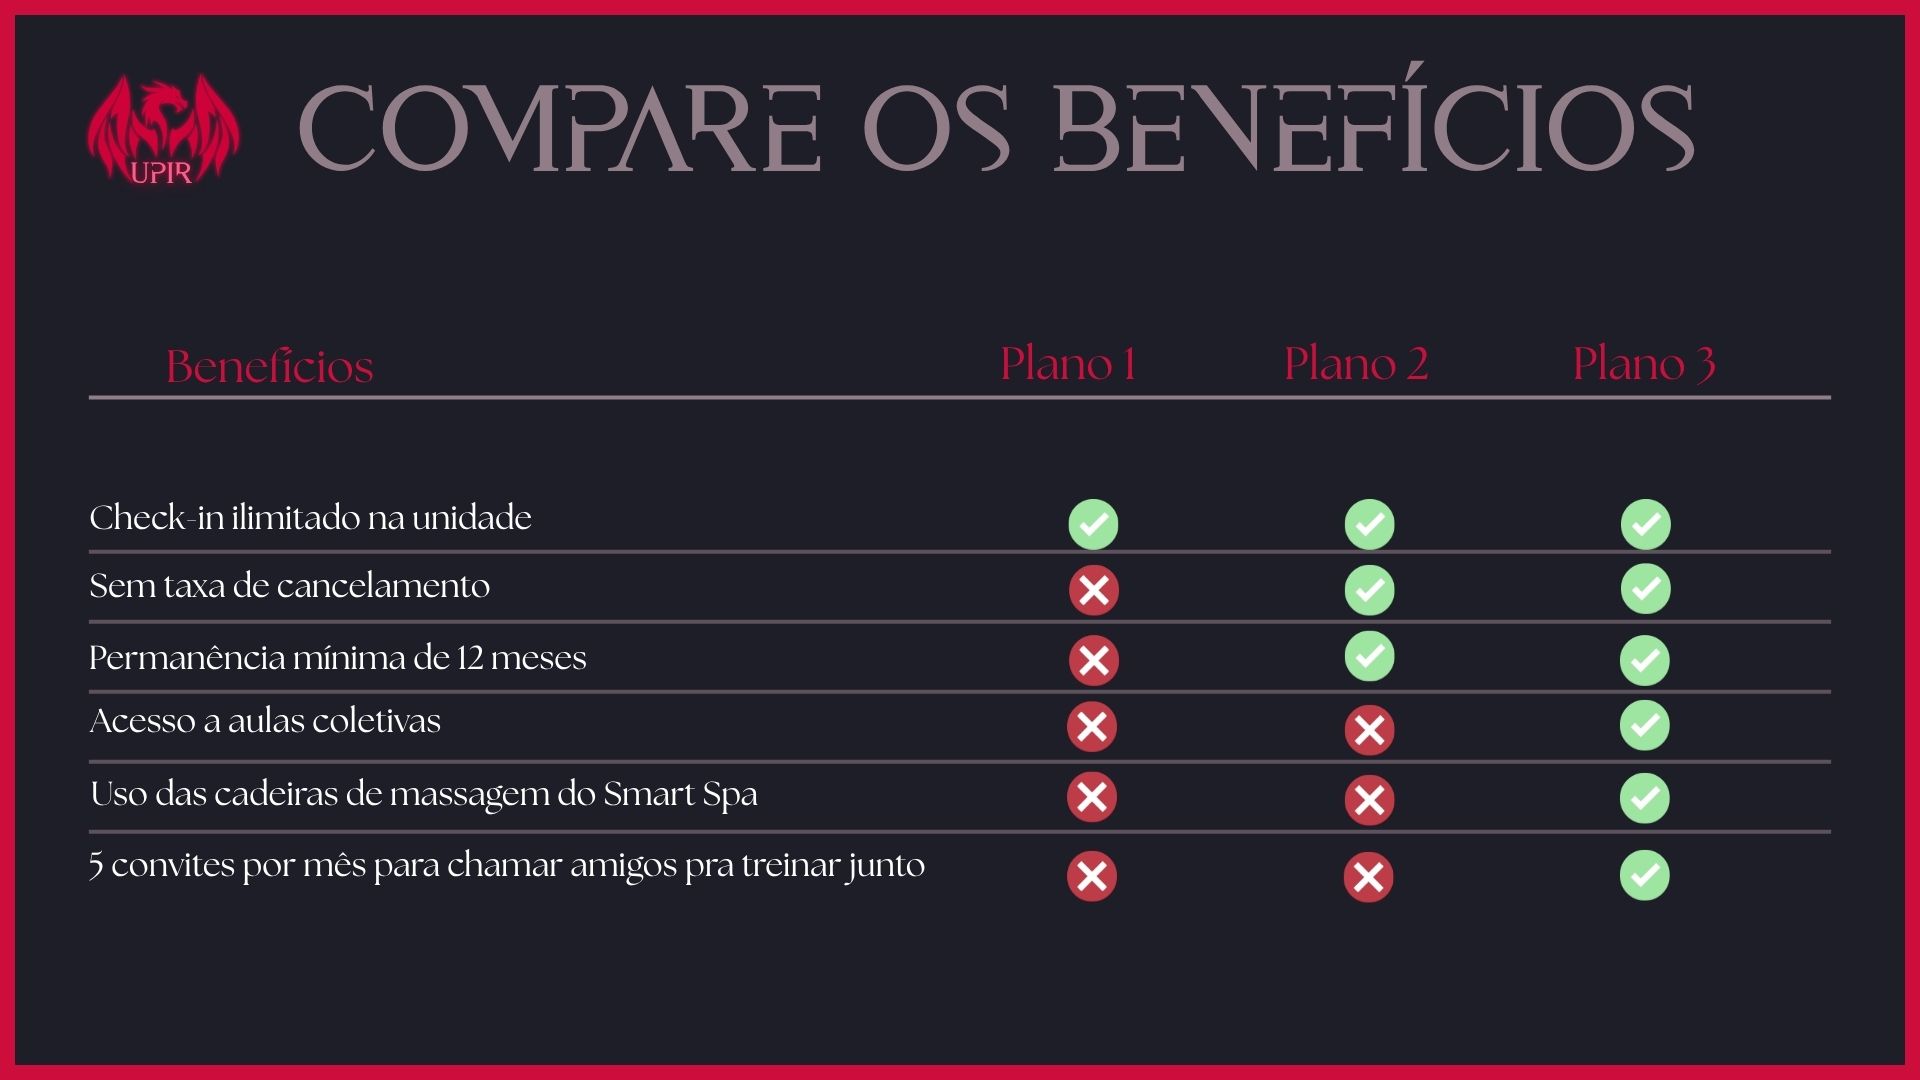 UPIR
COMPARE OS BENEFÍCIOS
Benefícios Plano 1 Plano 2 Plano 3
Check-in ilimitado na unidade
Sem taxa de cancelamento
Permanência mínima de 12 meses
Acesso a aulas coletivas
Uso das cadeiras de massagem do Smart Spa
5 convites por mês para chamar amigos pra treinar junto